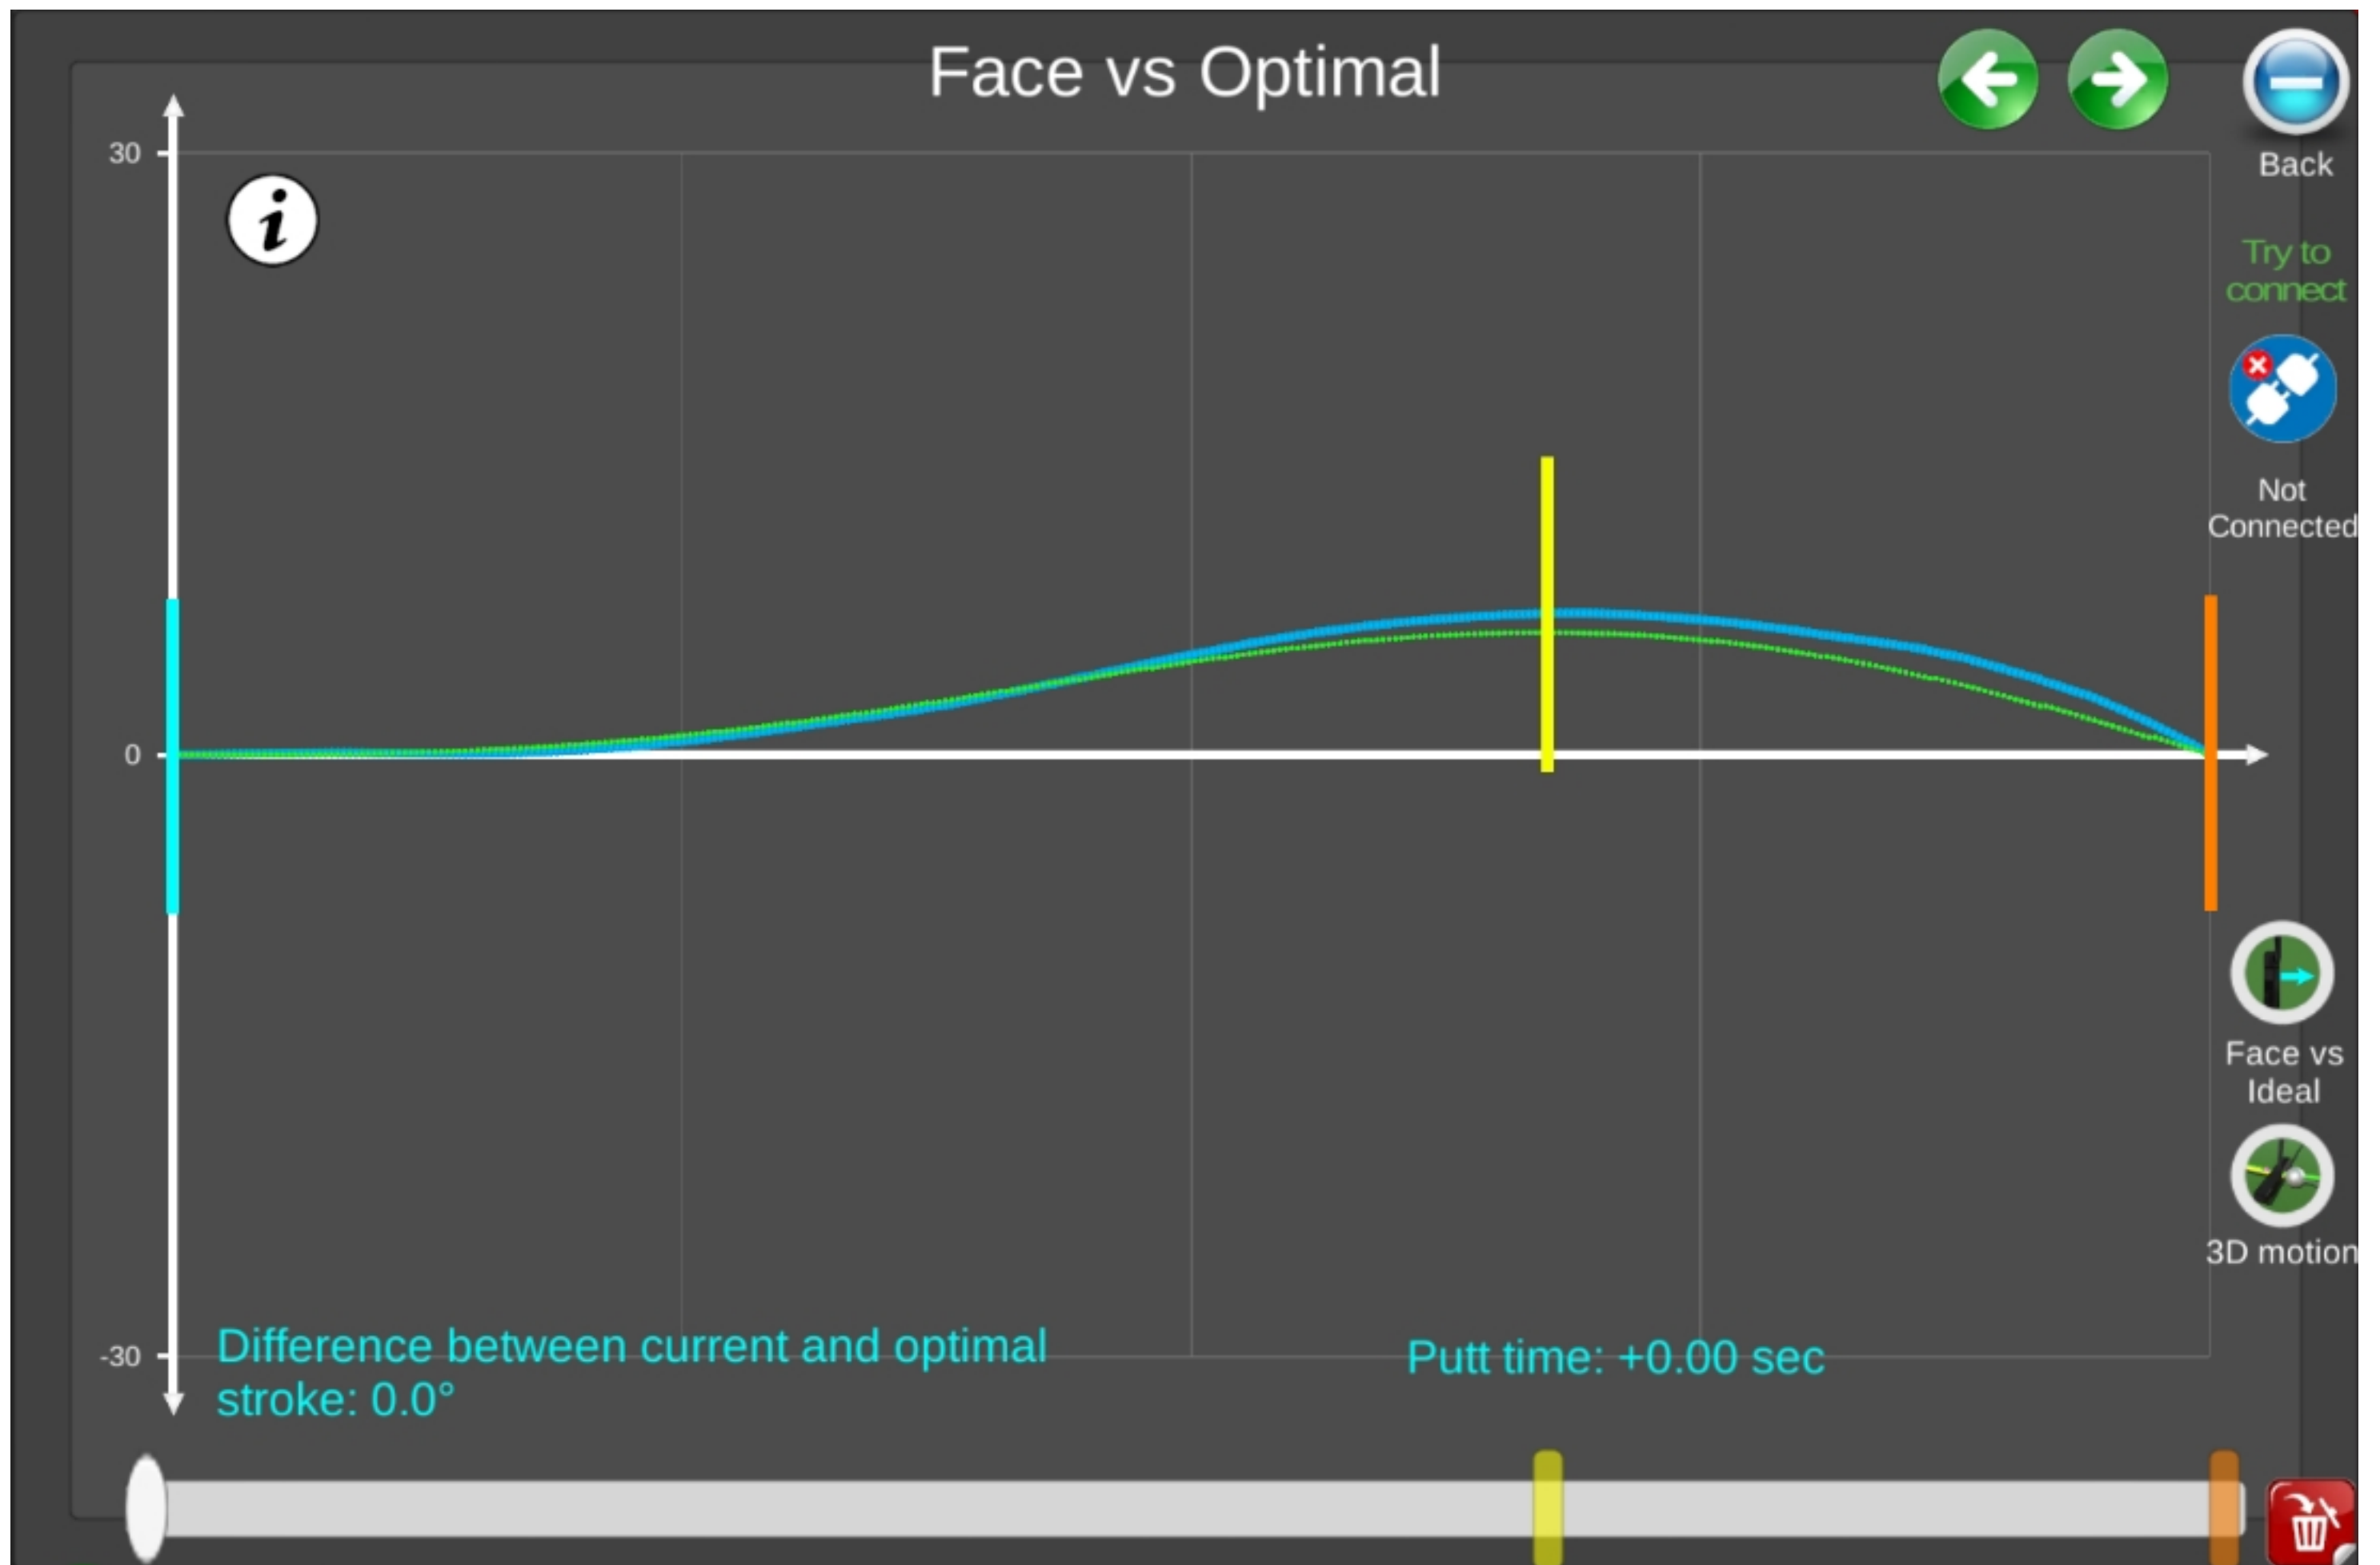 Face vs Optimal
Back
30
i
Try to
connect
Not
Connected
0
Face vs
Ideal
3D motion
-30
Difference between current and optimal
stroke: 0.0°
Putt time: +0.00 sec